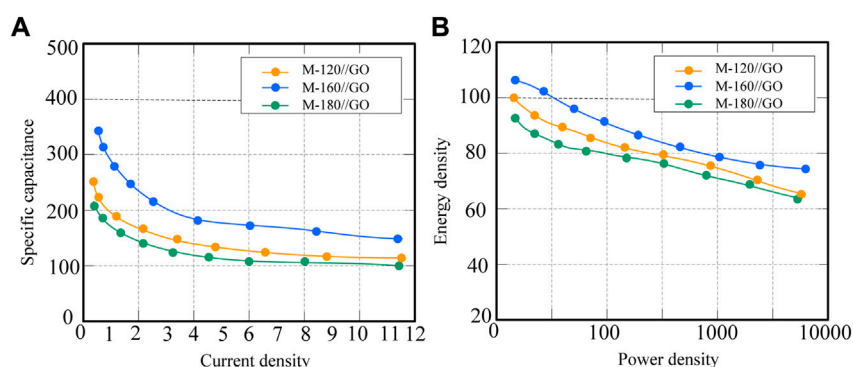 A
500
400
300
200
100
0
Specific capacitance
M-120//GO
M-160//GO
M-180//GO
0 1 2 3 4 5 6 7 8 9 10 11 12
Current density
B
120
100
80
60
40
20
Energy density
M-120//GO
M-160//GO
M-180//GO
0 100 1000 10000
Power density